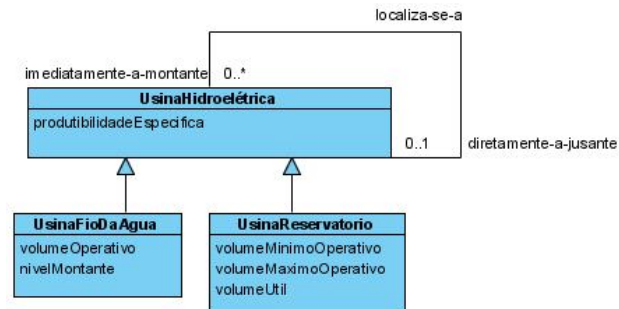 localiza-se-a
imediatamente-a-montante 0..*
UsinaHidroelétrica
produtibilidadeEspecifica
0..1 diretamente-a-jusante
UsinaFioDaAgua
volumeOperativo
nivelMontante
UsinaReservatorio
volumeMinimoOperativo
volumeMaximoOperativo
volumeUtil